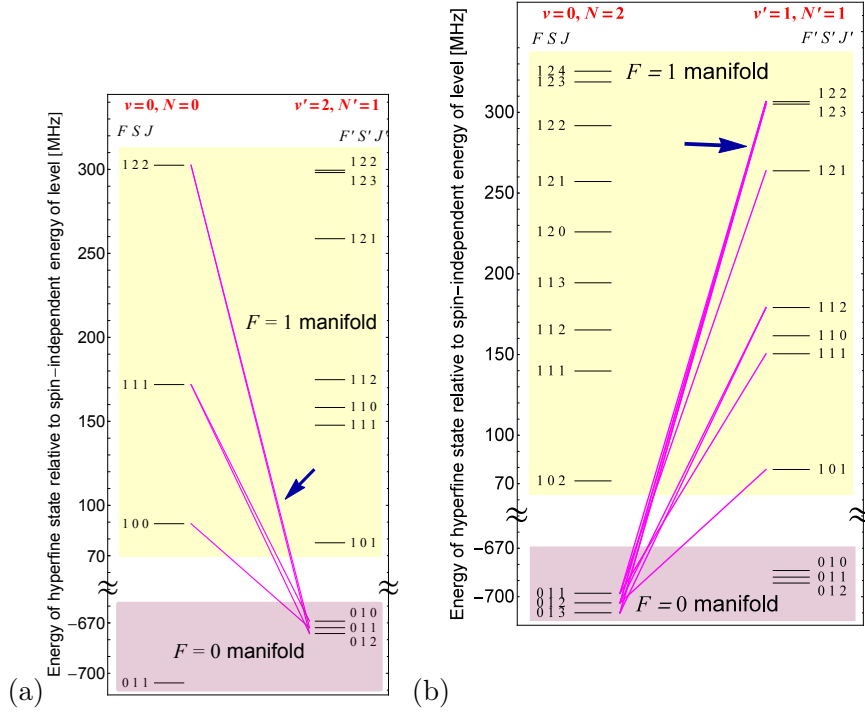 Energy of hyperfine state relative to spin−independent energy of level [MHz]
v=0, N=0
v'=2, N'=1
F S J
F' S' J'
300
250
200
150
100
70
−670
−700
1 2 2
1 1 1
1 0 0
0 1 1
1 2 2
1 2 3
1 2 1
1 1 2
1 1 0
1 1 1
1 0 1
0 1 0
0 1 1
0 1 2
F = 1 manifold
F = 0 manifold
(a)
Energy of hyperfine state relative to spin−independent energy of level [MHz]
v=0, N=2
v'=1, N'=1
F S J
F' S' J'
300
250
200
150
100
80
70
−670
−700
1 2 4
1 2 3
1 2 2
1 2 1
1 2 0
1 1 3
1 1 2
1 1 1
1 0 2
0 1 1
0 1 2
0 1 3
1 2 2
1 2 3
1 2 1
1 1 2
1 1 0
1 1 1
1 0 1
0 1 0
0 1 1
0 1 2
F = 1 manifold
F = 0 manifold
(b)